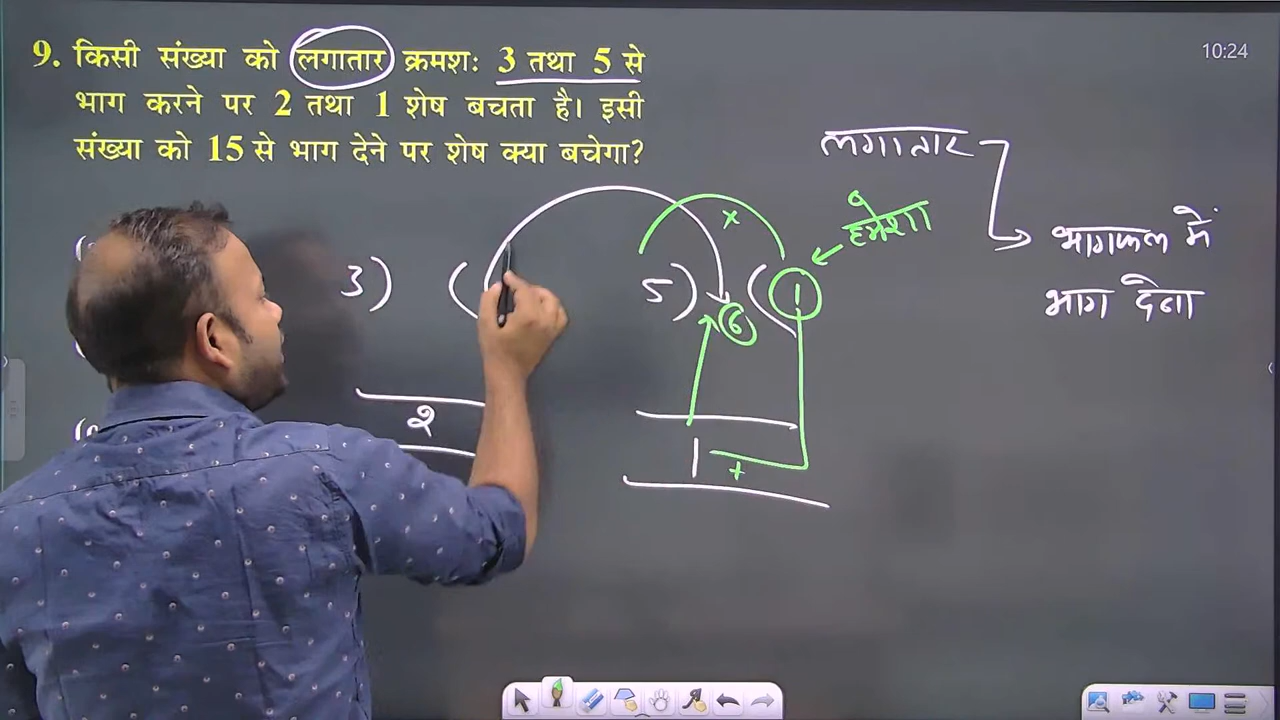 9. किसी संख्या को लगातार क्रमशः 3 तथा 5 से
भाग करने पर 2 तथा 1 शेष बचता है। इसी
संख्या को 15 से भाग देने पर शेष क्या बचेगा?
10:24
लगातार
भागफल में
भाग देना
हमेशा
×
3) (
5) ( 1
6
2
1
+